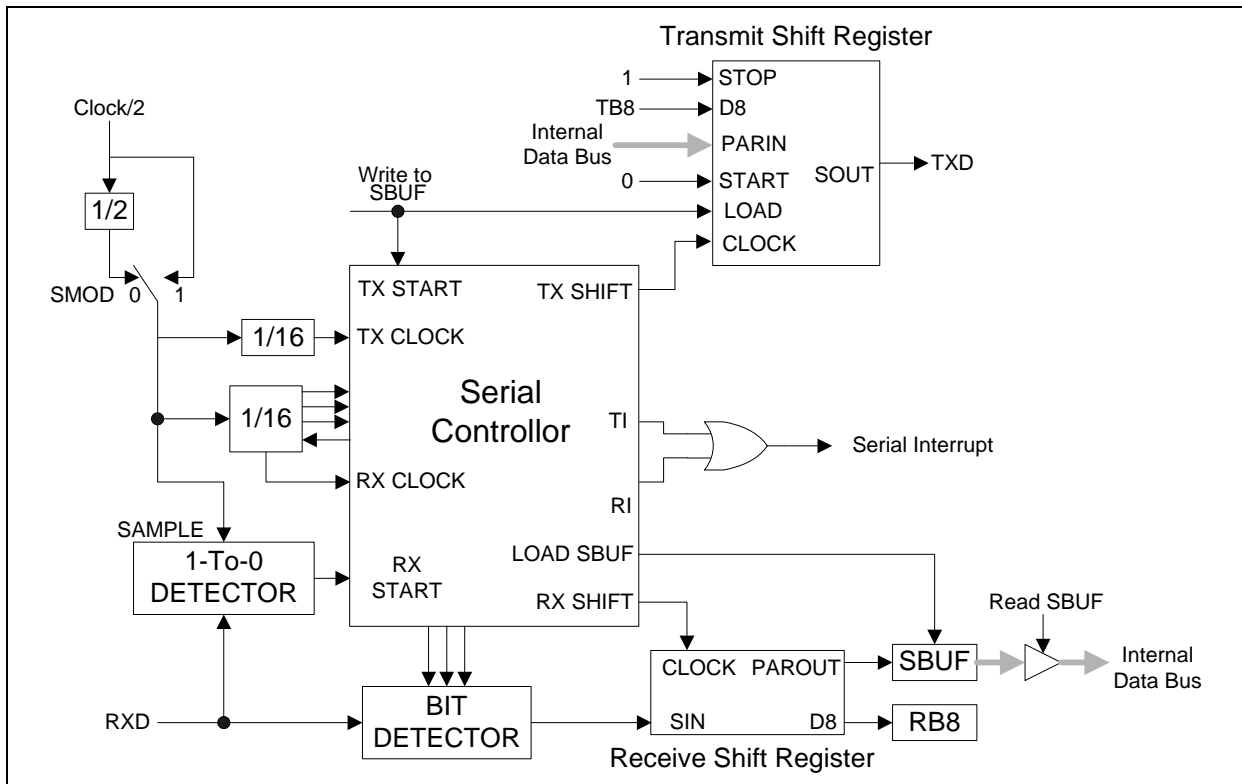 Transmit Shift Register
1
STOP
TB8
D8
Internal
Data Bus
PARIN
0
START
SOUT
TXD
LOAD
CLOCK
Clock/2
1/2
SMOD
0
1
Write to
SBUF
TX START
TX SHIFT
1/16
TX CLOCK
1/16
Serial
Controllor
TI
Serial Interrupt
RX CLOCK
RI
SAMPLE
1-To-0
DETECTOR
RX
START
LOAD SBUF
RX SHIFT
Read SBUF
CLOCK
PAROUT
SBUF
Internal
Data Bus
RXD
BIT
DETECTOR
SIN
D8
RB8
Receive Shift Register